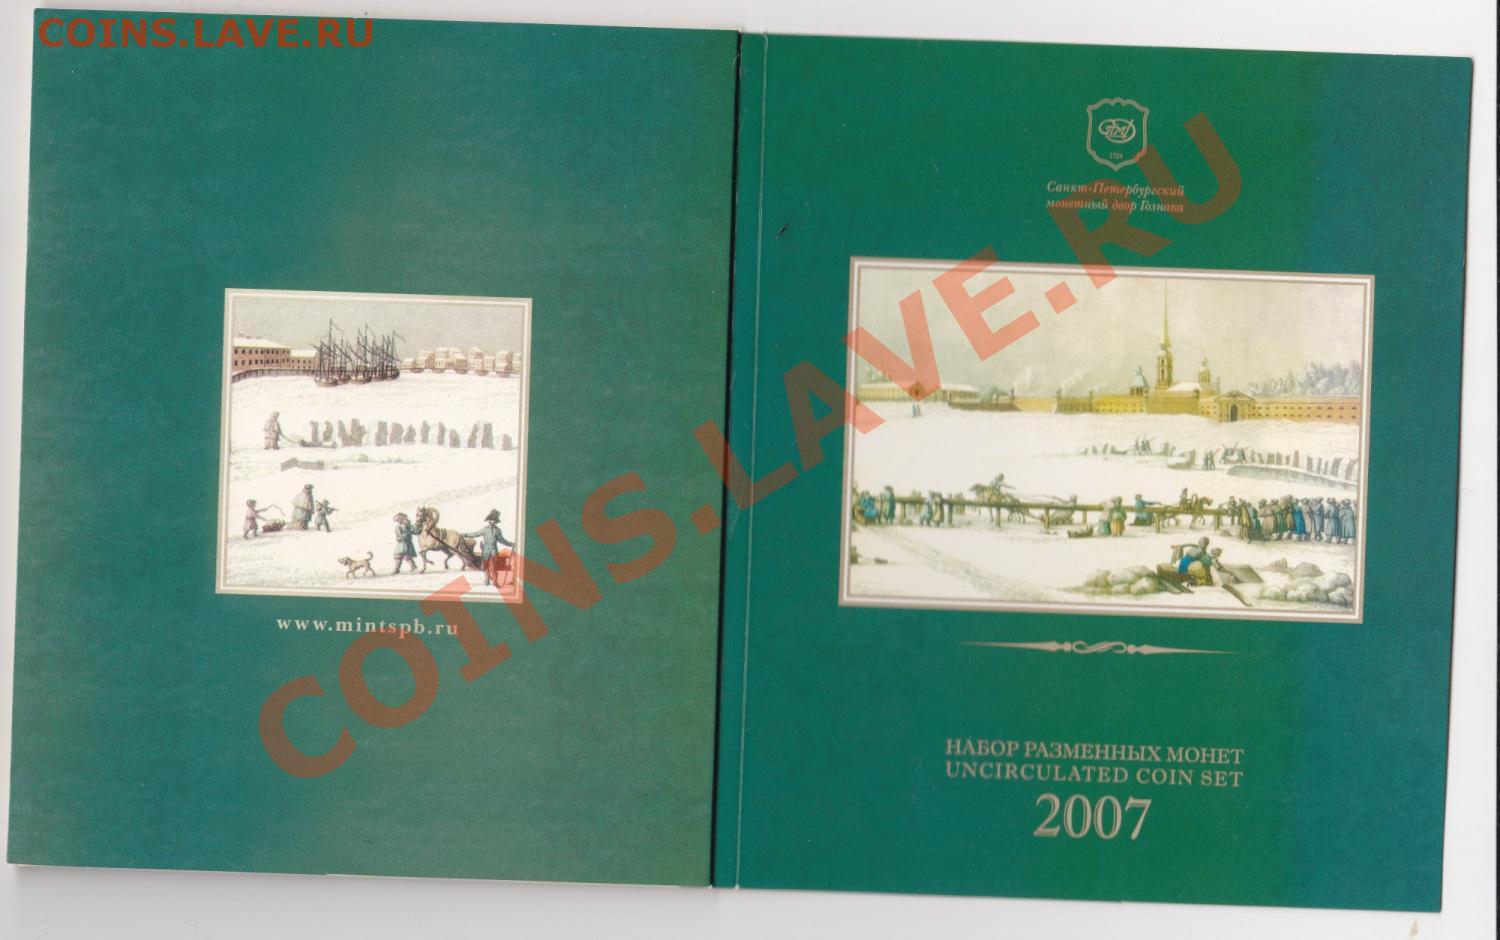 COINS.LAVE.RU
www.mintspb.ru
1724
Санкт-Петербургский
монетный двор Гознака
НАБОР РАЗМЕННЫХ МОНЕТ
UNCIRCULATED COIN SET
2007
COINS.LAVE.RU